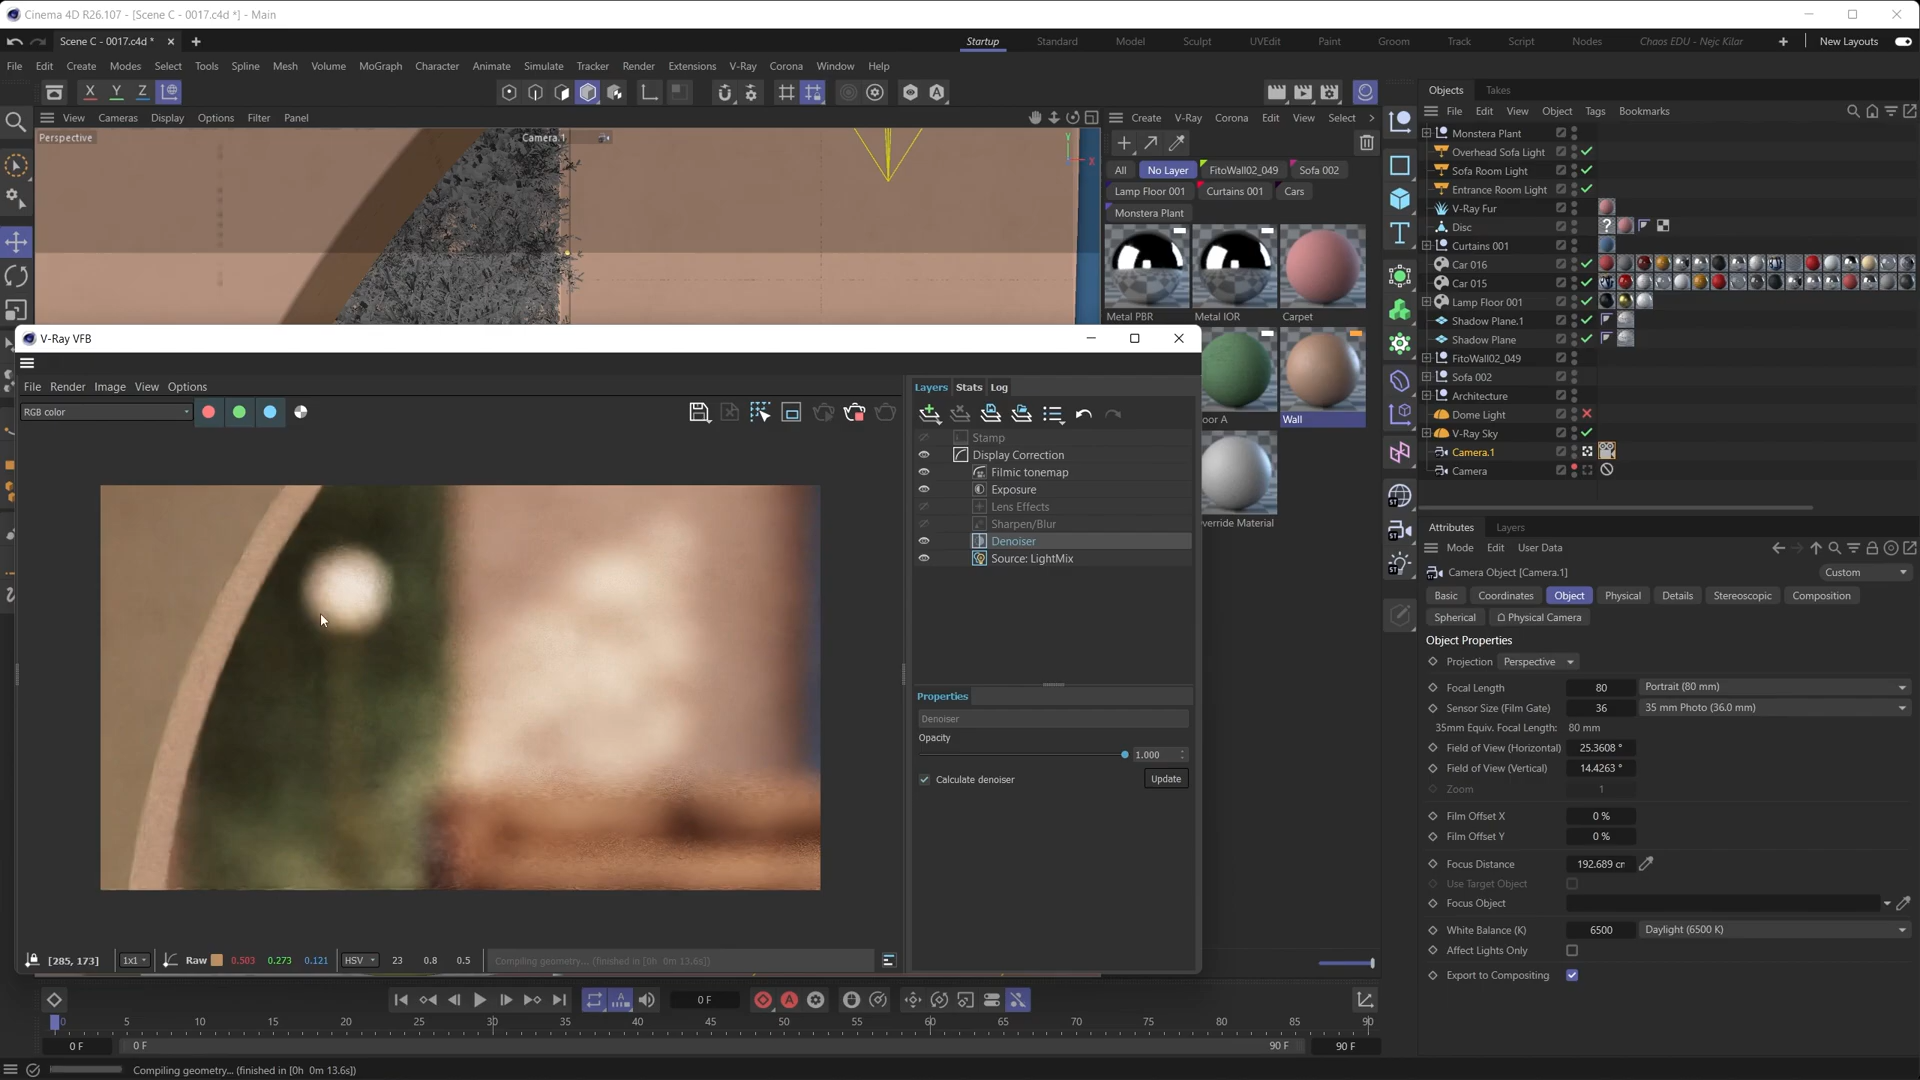 Cinema 4D R26.107 - [Scene C - 0017.c4d *] - Main
Scene C - 0017.c4d *
Startup Standard Model Sculpt UVEdit Paint Groom Track Script Nodes Chaos EDU - Nejc Kilar New Layouts
File Edit Create Modes Select Tools Spline Mesh Volume MoGraph Character Animate Simulate Tracker Render Extensions V-Ray Corona Window Help
X Y Z
Objects Takes
File Edit View Object Tags Bookmarks
View Cameras Display Options Filter Panel
Create V-Ray Corona Edit View Select
Perspective
Camera.1
All No Layer FitoWall02_049 Sofa 002
Lamp Floor 001 Curtains 001 Cars
Monstera Plant
Metal PBR Metal IOR Carpet
oor A Wall
verride Material
Monstera Plant
Overhead Sofa Light
Sofa Room Light
Entrance Room Light
V-Ray Fur
Disc
Curtains 001
Car 016
Car 015
Lamp Floor 001
Shadow Plane.1
Shadow Plane
FitoWall02_049
Sofa 002
Architecture
Dome Light
V-Ray Sky
Camera.1
Camera
V-Ray VFB
File Render Image View Options
RGB color
Layers Stats Log
Stamp
Display Correction
Filmic tonemap
Exposure
Lens Effects
Sharpen/Blur
Denoiser
Source: LightMix
Properties
Denoiser
Opacity
1.000
Calculate denoiser Update
[285, 173] 1x1 Raw 0.503 0.273 0.121 HSV 23 0.8 0.5 Compiling geometry... (finished in [0h 0m 13.6s])
Attributes Layers
Mode Edit User Data
Camera Object [Camera.1] Custom
Basic Coordinates Object Physical Details Stereoscopic Composition
Spherical Physical Camera
Object Properties
Projection Perspective
Focal Length 80 Portrait (80 mm)
Sensor Size (Film Gate) 36 35 mm Photo (36.0 mm)
35mm Equiv. Focal Length: 80 mm
Field of View (Horizontal) 25.3608 °
Field of View (Vertical) 14.4263 °
Zoom 1
Film Offset X 0 %
Film Offset Y 0 %
Focus Distance 192.689 cr
Use Target Object
Focus Object
White Balance (K) 6500 Daylight (6500 K)
Affect Lights Only
Export to Compositing
0 F
0 5 10 15 20 25 30 35 40 45 50 55 60 65 70 75 80 85 90
0 F 0 F 90 F 90 F
Compiling geometry... (finished in [0h 0m 13.6s])